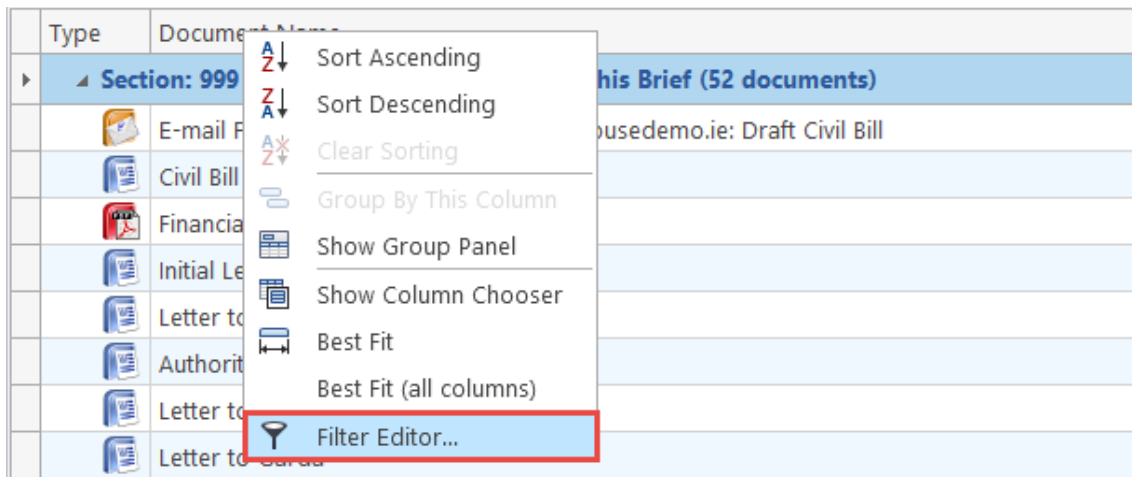 Type Document Name
Section: 999 his Brief (52 documents)
E-mail F ousedemo.ie: Draft Civil Bill
Civil Bill
Financia
Initial Le
Letter to
Authorit
Letter to
Letter to Garda
Sort Ascending
Sort Descending
Clear Sorting
Group By This Column
Show Group Panel
Show Column Chooser
Best Fit
Best Fit (all columns)
Filter Editor...